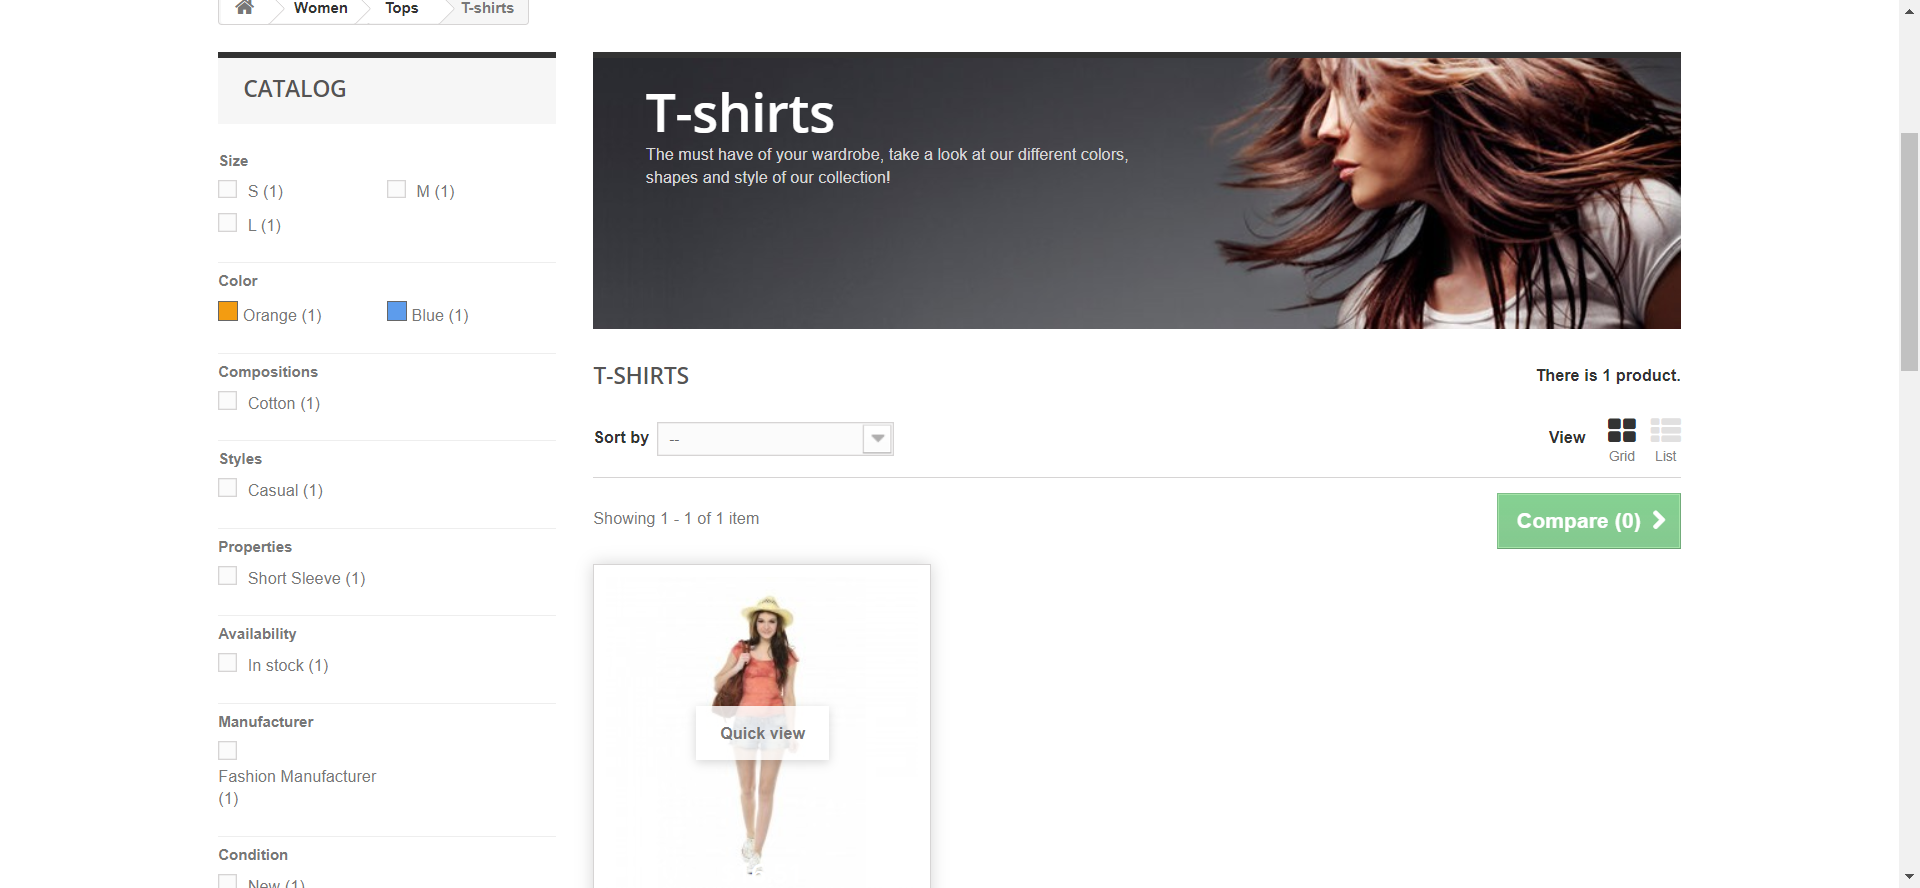 Women Tops T-shirts
CATALOG
Size
S (1) M (1)
L (1)
Color
Orange (1) Blue (1)
Compositions
Cotton (1)
Styles
Casual (1)
Properties
Short Sleeve (1)
Availability
In stock (1)
Manufacturer
Fashion Manufacturer
(1)
Condition
New (1)
T-shirts
The must have of your wardrobe, take a look at our different colors,
shapes and style of our collection!
T-SHIRTS There is 1 product.
Sort by -- View
Grid List
Showing 1 - 1 of 1 item Compare (0)
Quick view